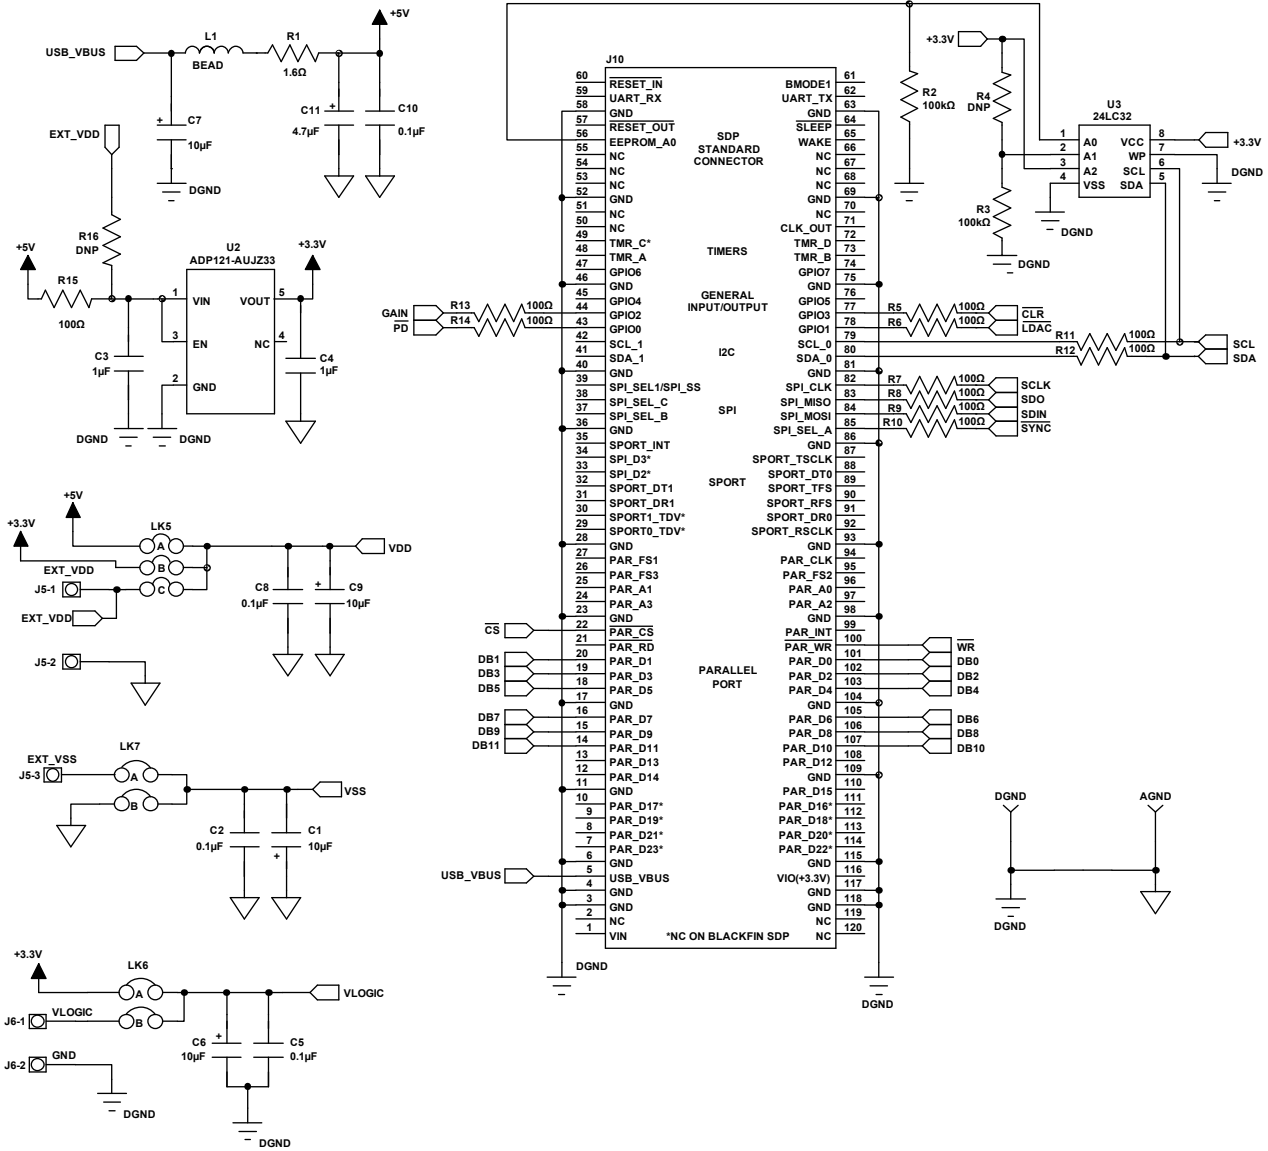 +5V
USB_VBUS
L1
BEAD
R1
1.6Ω
C7
10µF
+
DGND
C11
4.7µF
+
C10
0.1µF
EXT_VDD
R16
DNP
+5V
R15
100Ω
U2
ADP121-AUJZ33
1 VIN
3 EN
2 GND
VOUT 5
NC 4
+3.3V
C3
1µF
C4
1µF
DGND
DGND
+5V
+3.3V
LK5
A
B
C
EXT_VDD
J5-1
EXT_VDD
J5-2
C8
0.1µF
C9
10µF
+
VDD
LK7
EXT_VSS
J5-3
A
B
C2
0.1µF
C1
10µF
+
VSS
+3.3V
LK6
A
B
J6-1
VLOGIC
J6-2
GND
DGND
C6
10µF
+
C5
0.1µF
VLOGIC
DGND
J10
SDP
STANDARD
CONNECTOR
TIMERS
GENERAL
INPUT/OUTPUT
I2C
SPI
SPORT
PARALLEL
PORT
*NC ON BLACKFIN SDP
60 RESET_IN
59 UART_RX
58 GND
57 RESET_OUT
56 EEPROM_A0
55 NC
54 NC
53 NC
52 GND
51 NC
50 NC
49 TMR_C*
48 TMR_A
47 GPIO6
46 GND
45 GPIO4
44 GPIO2
43 GPIO0
42 SCL_1
41 SDA_1
40 GND
39 SPI_SEL1/SPI_SS
38 SPI_SEL_C
37 SPI_SEL_B
36 GND
35 SPORT_INT
34 SPI_D3*
33 SPI_D2*
32 SPORT_DT1
31 SPORT_DR1
30 SPORT1_TDV*
29 SPORT0_TDV*
28 GND
27 PAR_FS1
26 PAR_FS3
25 PAR_A1
24 PAR_A3
23 GND
22 PAR_CS
21 PAR_RD
20 PAR_D1
19 PAR_D3
18 PAR_D5
17 GND
16 PAR_D7
15 PAR_D9
14 PAR_D11
13 PAR_D13
12 PAR_D14
11 GND
10 PAR_D17*
9 PAR_D19*
8 PAR_D21*
7 PAR_D23*
6 GND
5 USB_VBUS
4 GND
3 GND
2 NC
1 VIN
BMODE1 61
UART_TX 62
GND 63
SLEEP 64
WAKE 65
NC 66
NC 67
NC 68
GND 69
NC 70
CLK_OUT 71
TMR_D 72
TMR_B 73
GPIO7 74
GND 75
GPIO5 76
GPIO3 77
GPIO1 78
SCL_0 79
SDA_0 80
GND 81
SPI_CLK 82
SPI_MISO 83
SPI_MOSI 84
SPI_SEL_A 85
GND 86
SPORT_TSCLK 87
SPORT_DT0 88
SPORT_TFS 89
SPORT_RFS 90
SPORT_DR0 91
SPORT_RSCLK 92
GND 93
PAR_CLK 94
PAR_FS2 95
PAR_A0 96
PAR_A2 97
GND 98
PAR_INT 99
PAR_WR 100
PAR_D0 101
PAR_D2 102
PAR_D4 103
GND 104
PAR_D6 105
PAR_D8 106
PAR_D10 107
PAR_D12 108
GND 109
PAR_D15 110
PAR_D16* 111
PAR_D18* 112
PAR_D20* 113
PAR_D22* 114
GND 115
VIO(+3.3V) 116
GND 117
GND 118
NC 119
NC 120
GAIN R13 100Ω
PD R14 100Ω
CS
DB1
DB3
DB5
DB7
DB9
DB11
USB_VBUS
DGND
DGND
R5 100Ω CLR
R6 100Ω LDAC
R11 100Ω SCL
R12 100Ω SDA
R7 100Ω SCLK
R8 100Ω SDO
R9 100Ω SDIN
R10 100Ω SYNC
WR
DB0
DB2
DB4
DB6
DB8
DB10
R2
100kΩ
+3.3V
R4
DNP
R3
100kΩ
DGND
U3
24LC32
1 A0
2 A1
3 A2
4 VSS
VCC 8
WP 7
SCL 6
SDA 5
+3.3V
DGND
DGND
DGND
AGND
DGND